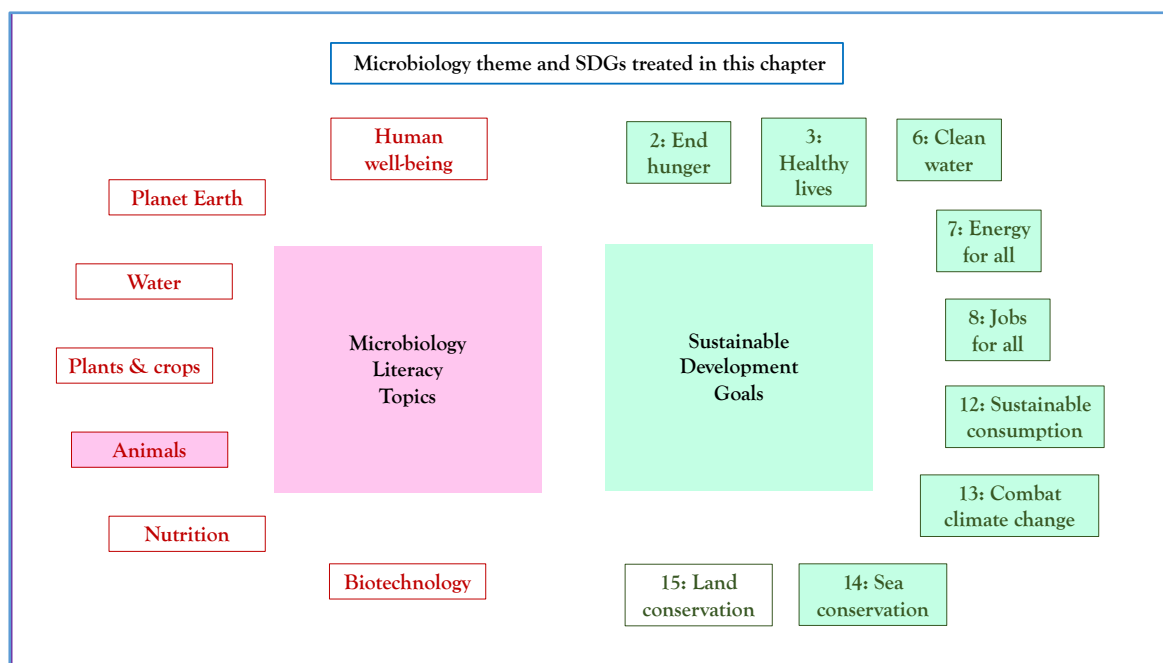 Microbiology theme and SDGs treated in this chapter
Human
well-being
Planet Earth
Water
Plants & crops
Animals
Nutrition
Biotechnology
Microbiology
Literacy
Topics
2: End
hunger
3:
Healthy
lives
6: Clean
water
7: Energy
for all
8: Jobs
for all
12: Sustainable
consumption
13: Combat
climate change
14: Sea
conservation
15: Land
conservation
Sustainable
Development
Goals